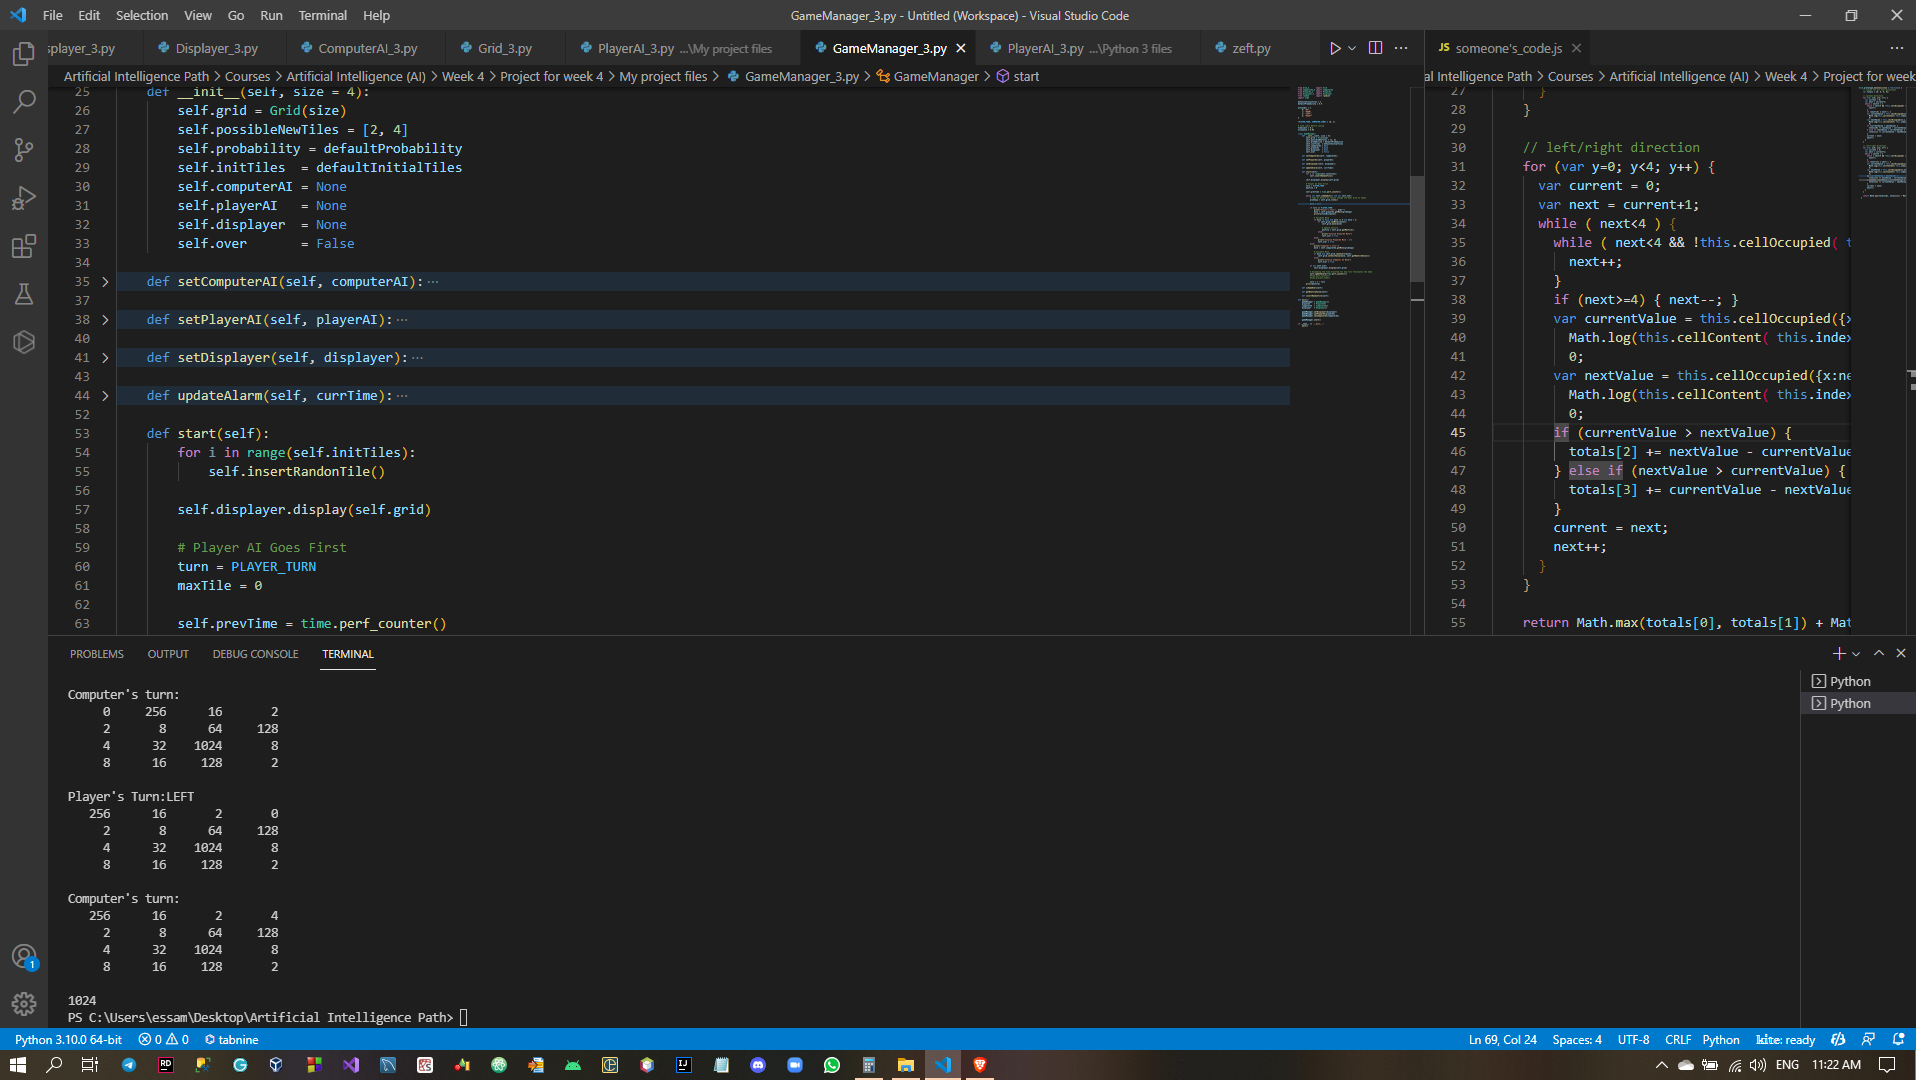 File Edit Selection View Go Run Terminal Help
GameManager_3.py - Untitled (Workspace) - Visual Studio Code
splayer_3.py Displayer_3.py ComputerAI_3.py Grid_3.py PlayerAI_3.py ...\My project files GameManager_3.py PlayerAI_3.py ...\Python 3 files zeft.py
Artificial Intelligence Path > Courses > Artificial Intelligence (AI) > Week 4 > Project for week 4 > My project files > GameManager_3.py > GameManager > start
25 def __init__(self, size = 4):
26 self.grid = Grid(size)
27 self.possibleNewTiles = [2, 4]
28 self.probability = defaultProbability
29 self.initTiles = defaultInitialTiles
30 self.computerAI = None
31 self.playerAI = None
32 self.displayer = None
33 self.over = False
34
35 def setComputerAI(self, computerAI): ...
37
38 def setPlayerAI(self, playerAI): ...
40
41 def setDisplayer(self, displayer): ...
43
44 def updateAlarm(self, currTime): ...
52
53 def start(self):
54 for i in range(self.initTiles):
55 self.insertRandonTile()
56
57 self.displayer.display(self.grid)
58
59 # Player AI Goes First
60 turn = PLAYER_TURN
61 maxTile = 0
62
63 self.prevTime = time.perf_counter()
JS someone's_code.js
al Intelligence Path > Courses > Artificial Intelligence (AI) > Week 4 > Project for week
27 }
28 }
29
30 // left/right direction
31 for (var y=0; y<4; y++) {
32 var current = 0;
33 var next = current+1;
34 while ( next<4 ) {
35 while ( next<4 && !this.cellOccupied( t
36 next++;
37 }
38 if (next>=4) { next--; }
39 var currentValue = this.cellOccupied({x
40 Math.log(this.cellContent( this.index
41 0;
42 var nextValue = this.cellOccupied({x:ne
43 Math.log(this.cellContent( this.index
44 0;
45 if (currentValue > nextValue) {
46 totals[2] += nextValue - currentValue
47 } else if (nextValue > currentValue) {
48 totals[3] += currentValue - nextValue
49 }
50 current = next;
51 next++;
52 }
53 }
54
55 return Math.max(totals[0], totals[1]) + Mat
PROBLEMS OUTPUT DEBUG CONSOLE TERMINAL
Python
Python
Computer's turn:
0 256 16 2
2 8 64 128
4 32 1024 8
8 16 128 2
Player's Turn:LEFT
256 16 2 0
2 8 64 128
4 32 1024 8
8 16 128 2
Computer's turn:
256 16 2 4
2 8 64 128
4 32 1024 8
8 16 128 2
1024
PS C:\Users\essam\Desktop\Artificial Intelligence Path>
1
Python 3.10.0 64-bit 0 0 tabnine
Ln 69, Col 24 Spaces: 4 UTF-8 CRLF Python kite: ready
ENG 11:22 AM